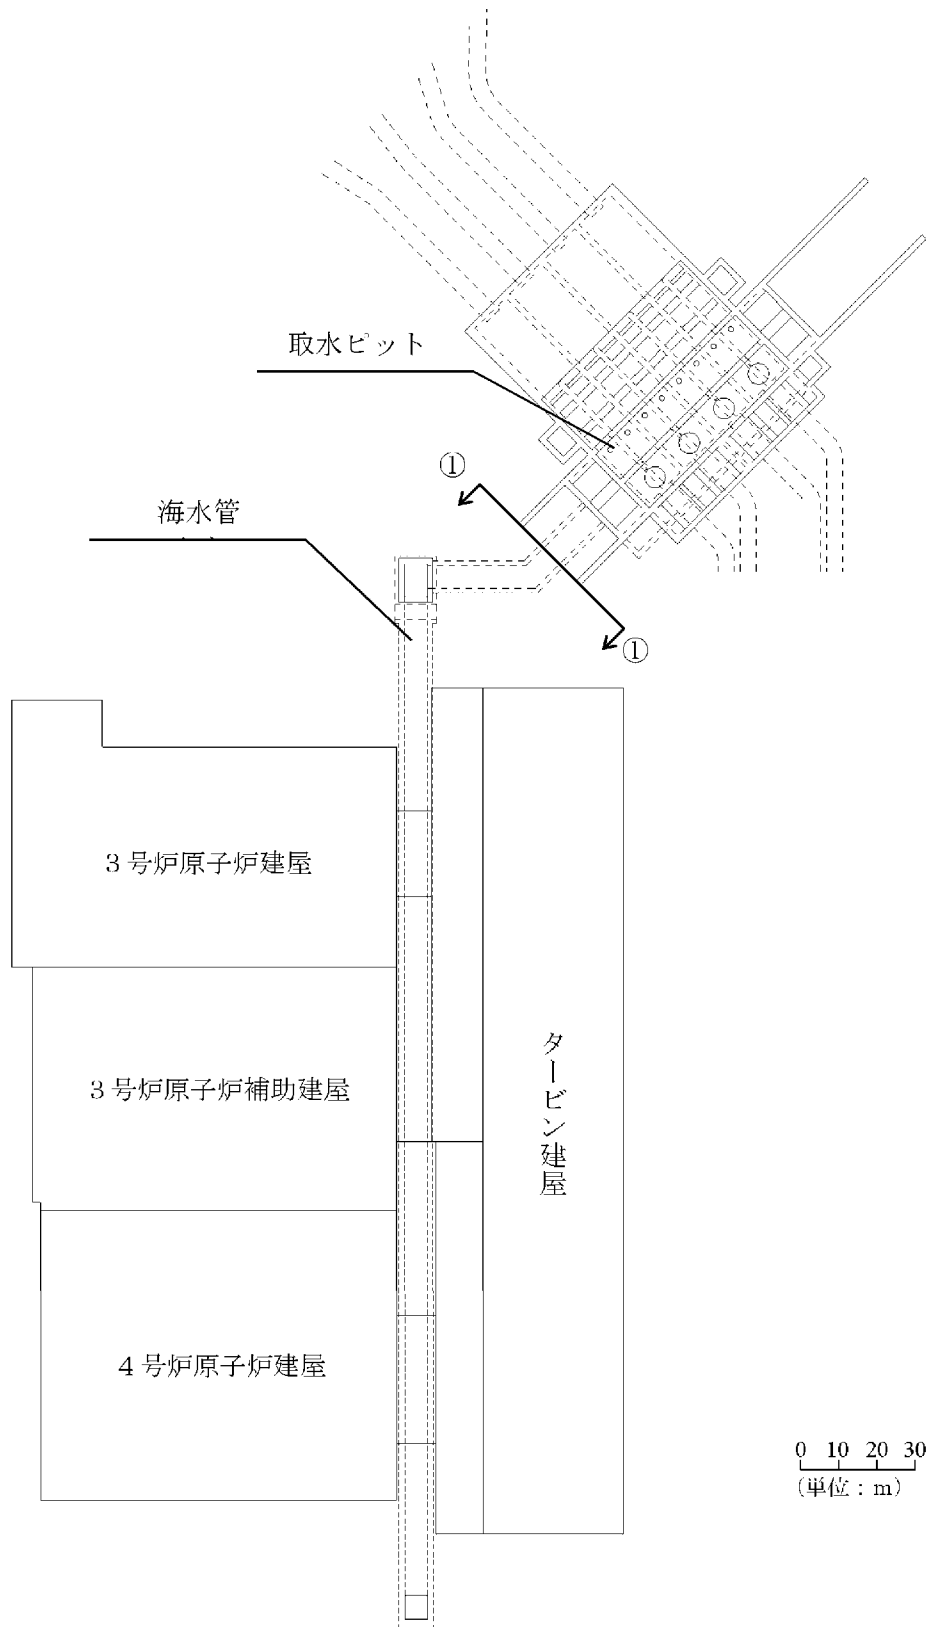 取水ピット
①
海水管
①
3号炉原子炉建屋
タービン建屋
3号炉原子炉補助建屋
4号炉原子炉建屋
0 10 20 30
(単位：m)